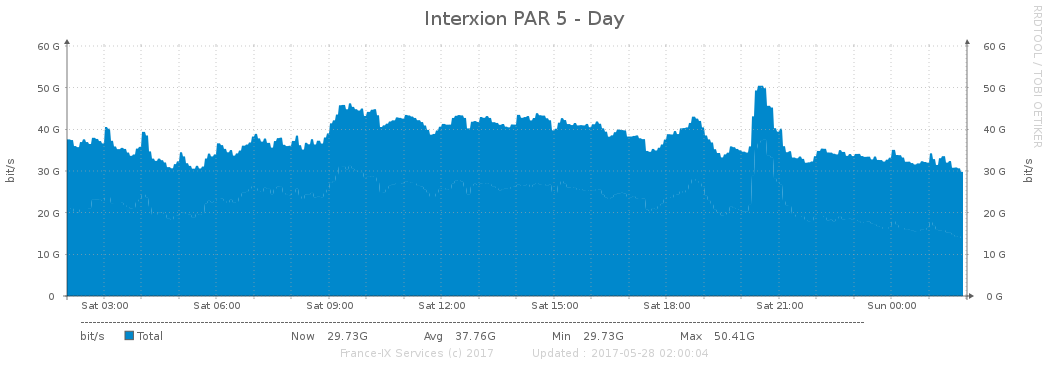 Interxion PAR 5 - Day
RRDTOOL / TOBI OETIKER
60 G 60 G
50 G 50 G
40 G 40 G
30 G 30 G
20 G 20 G
10 G 10 G
0 0 G
bit/s
bit/s
Sat 03:00 Sat 06:00 Sat 09:00 Sat 12:00 Sat 15:00 Sat 18:00 Sat 21:00 Sun 00:00
bit/s Total Now 29.73G Avg 37.76G Min 29.73G Max 50.41G
France-IX Services (c) 2017 Updated : 2017-05-28 02:00:04